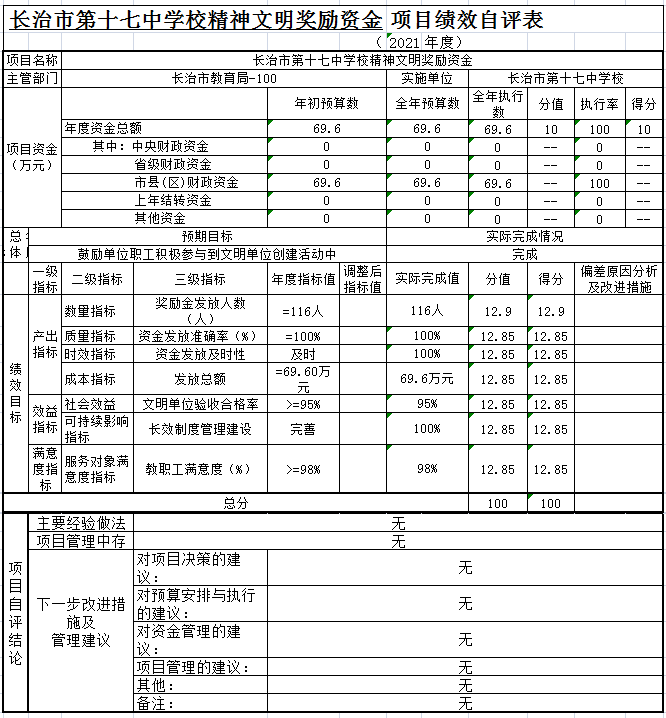 长治市第十七中学校精神文明奖励资金 项目绩效自评表
（2021年度）
项目名称 长治市第十七中学校精神文明奖励资金
主管部门 长治市教育局-100 实施单位 长治市第十七中学校
项目资金（万元） 年初预算数 全年预算数 全年执行数 分值 执行率 得分
年度资金总额 69.6 69.6 69.6 10 100 10
其中：中央财政资金 0 0 0 -- 0 --
省级财政资金 0 0 0 -- 0 --
市县(区)财政资金 69.6 69.6 69.6 -- 100 --
上年结转资金 0 0 0 -- 0 --
其他资金 0 0 0 -- 0 --
总体 预期目标 实际完成情况
鼓励单位职工积极参与到文明单位创建活动中 完成
绩效目标 一级指标 二级指标 三级指标 年度指标值 调整后指标值 实际完成值 分值 得分 偏差原因分析及改进措施
产出指标 数量指标 奖励金发放人数（人） =116人 116人 12.9 12.9
质量指标 资金发放准确率（%） =100% 100% 12.85 12.85
时效指标 资金发放及时性 及时 100% 12.85 12.85
成本指标 发放总额 =69.60万元 69.6万元 12.85 12.85
效益指标 社会效益 文明单位验收合格率 >=95% 95% 12.85 12.85
可持续影响指标 长效制度管理建设 完善 100% 12.85 12.85
满意度指标 服务对象满意度指标 教职工满意度（%） >=98% 98% 12.85 12.85
总分 100 100
项目自评结论 主要经验做法 无
项目管理中存 无
下一步改进措施及管理建议 对项目决策的建议： 无
对预算安排与执行的建议： 无
对资金管理的建议： 无
项目管理的建议： 无
其他： 无
备注： 无